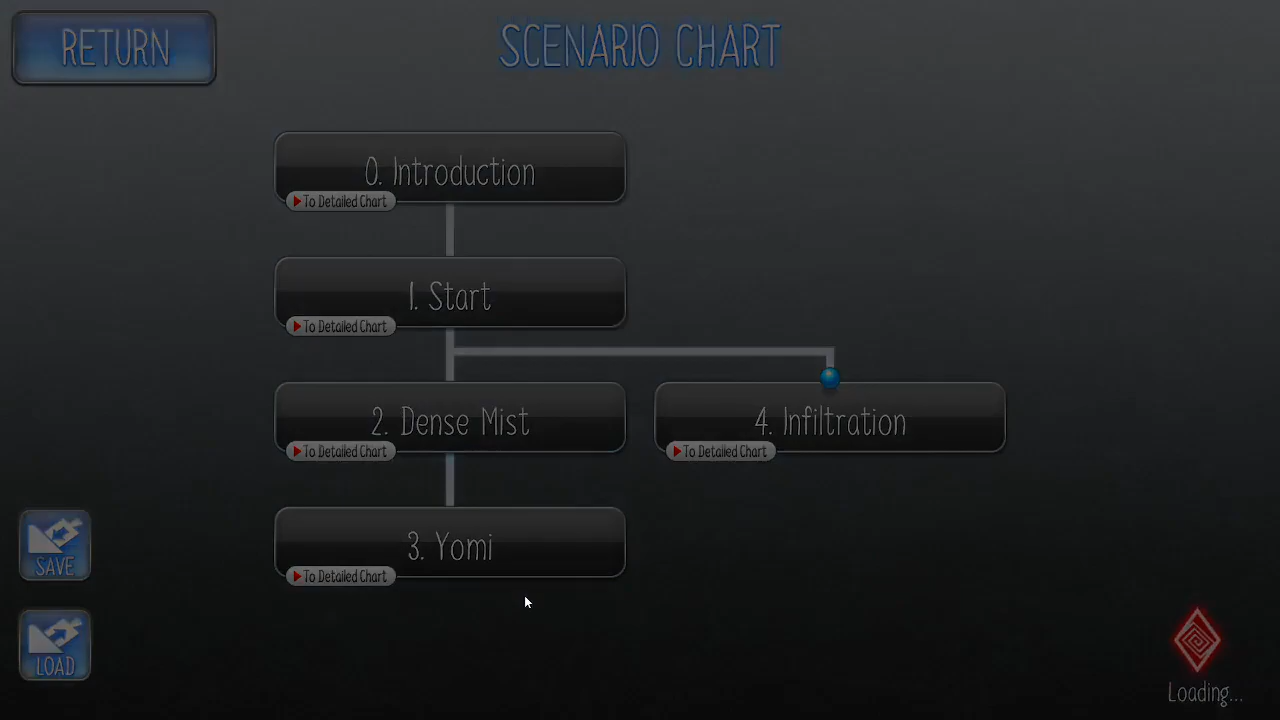 RETURN
SCENARIO CHART
0. Introduction
To Detailed Chart
1. Start
To Detailed Chart
2. Dense Mist
To Detailed Chart
4. Infiltration
To Detailed Chart
3. Yomi
To Detailed Chart
SAVE
LOAD
Loading...